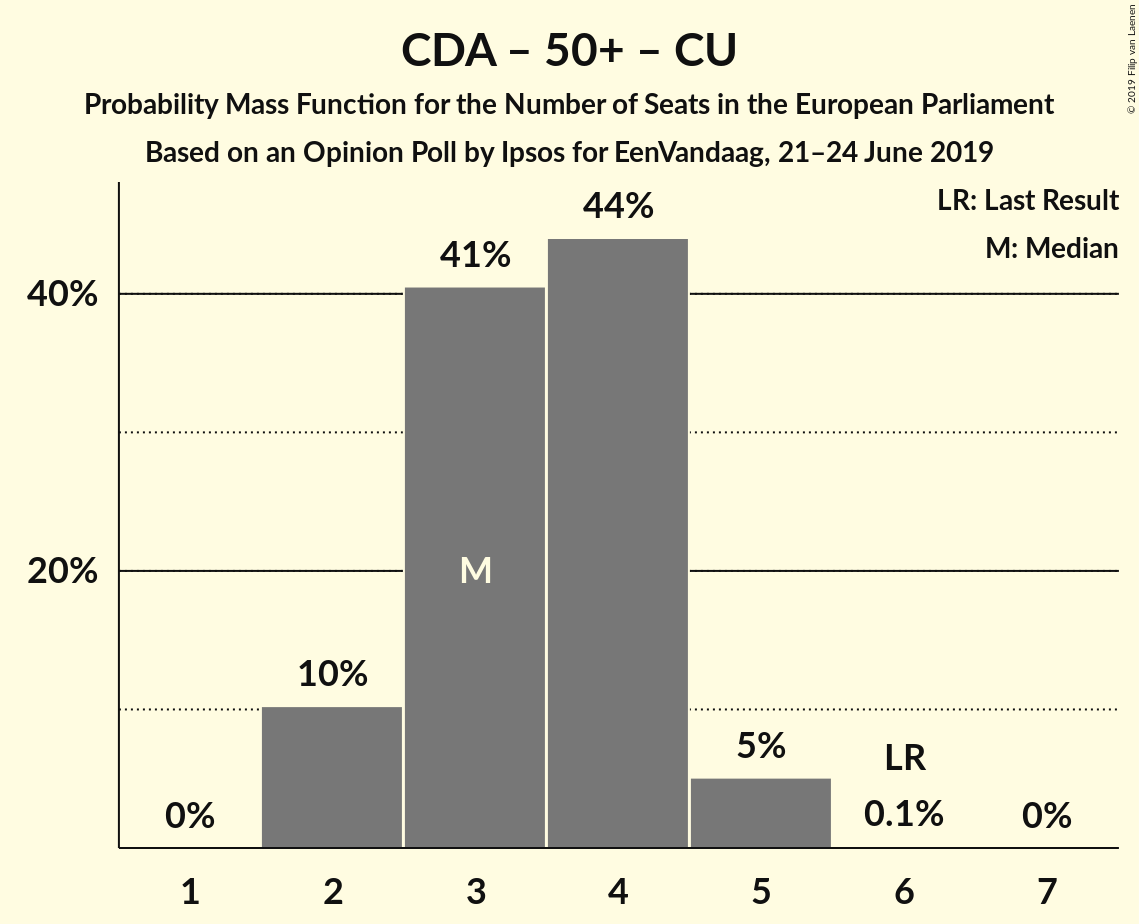 CDA – 50+ – CU
Probability Mass Function for the Number of Seats in the European Parliament
Based on an Opinion Poll by Ipsos for EenVandaag, 21–24 June 2019
© 2019 Filip van Laenen
LR: Last Result
M: Median
40%
20%
0%
10%
41%
M
44%
5%
LR
0.1%
0%
1 2 3 4 5 6 7